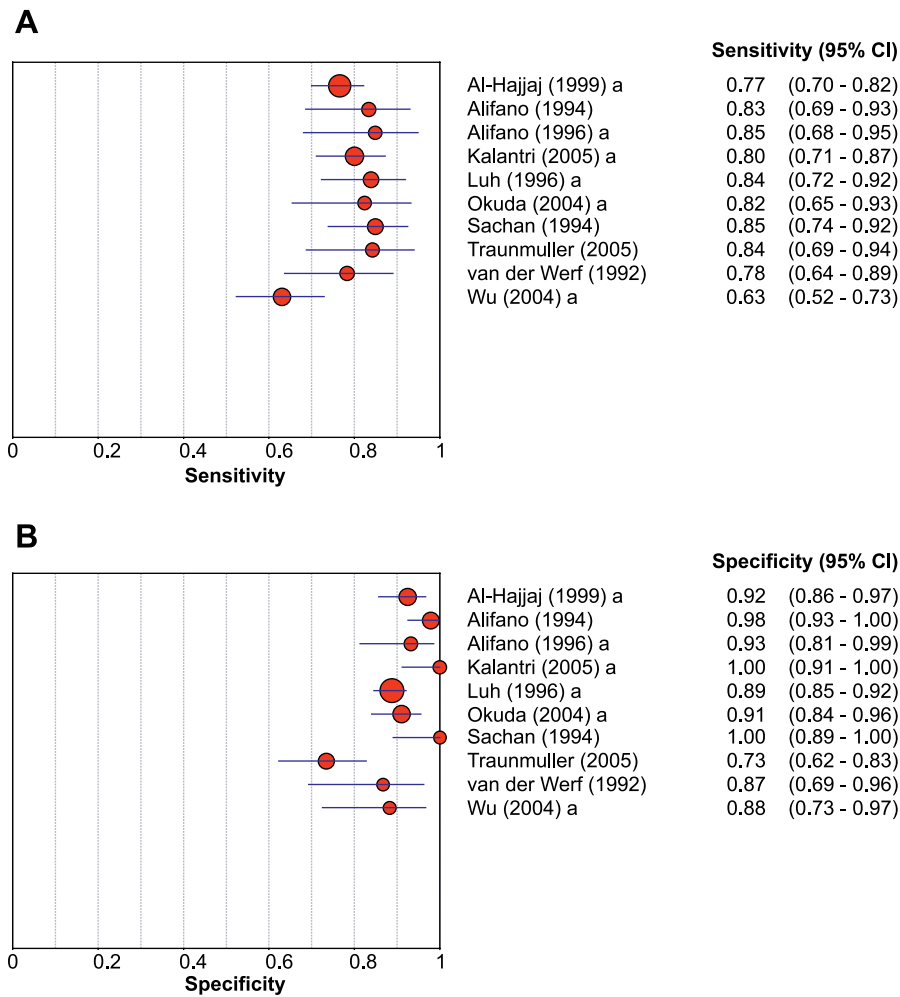 A
Sensitivity (95% CI)
Al-Hajjaj (1999) a 0.77 (0.70 - 0.82)
Alifano (1994) 0.83 (0.69 - 0.93)
Alifano (1996) a 0.85 (0.68 - 0.95)
Kalantri (2005) a 0.80 (0.71 - 0.87)
Luh (1996) a 0.84 (0.72 - 0.92)
Okuda (2004) a 0.82 (0.65 - 0.93)
Sachan (1994) 0.85 (0.74 - 0.92)
Traunmuller (2005) 0.84 (0.69 - 0.94)
van der Werf (1992) 0.78 (0.64 - 0.89)
Wu (2004) a 0.63 (0.52 - 0.73)
0 0.2 0.4 0.6 0.8 1
Sensitivity
B
Specificity (95% CI)
Al-Hajjaj (1999) a 0.92 (0.86 - 0.97)
Alifano (1994) 0.98 (0.93 - 1.00)
Alifano (1996) a 0.93 (0.81 - 0.99)
Kalantri (2005) a 1.00 (0.91 - 1.00)
Luh (1996) a 0.89 (0.85 - 0.92)
Okuda (2004) a 0.91 (0.84 - 0.96)
Sachan (1994) 1.00 (0.89 - 1.00)
Traunmuller (2005) 0.73 (0.62 - 0.83)
van der Werf (1992) 0.87 (0.69 - 0.96)
Wu (2004) a 0.88 (0.73 - 0.97)
0 0.2 0.4 0.6 0.8 1
Specificity